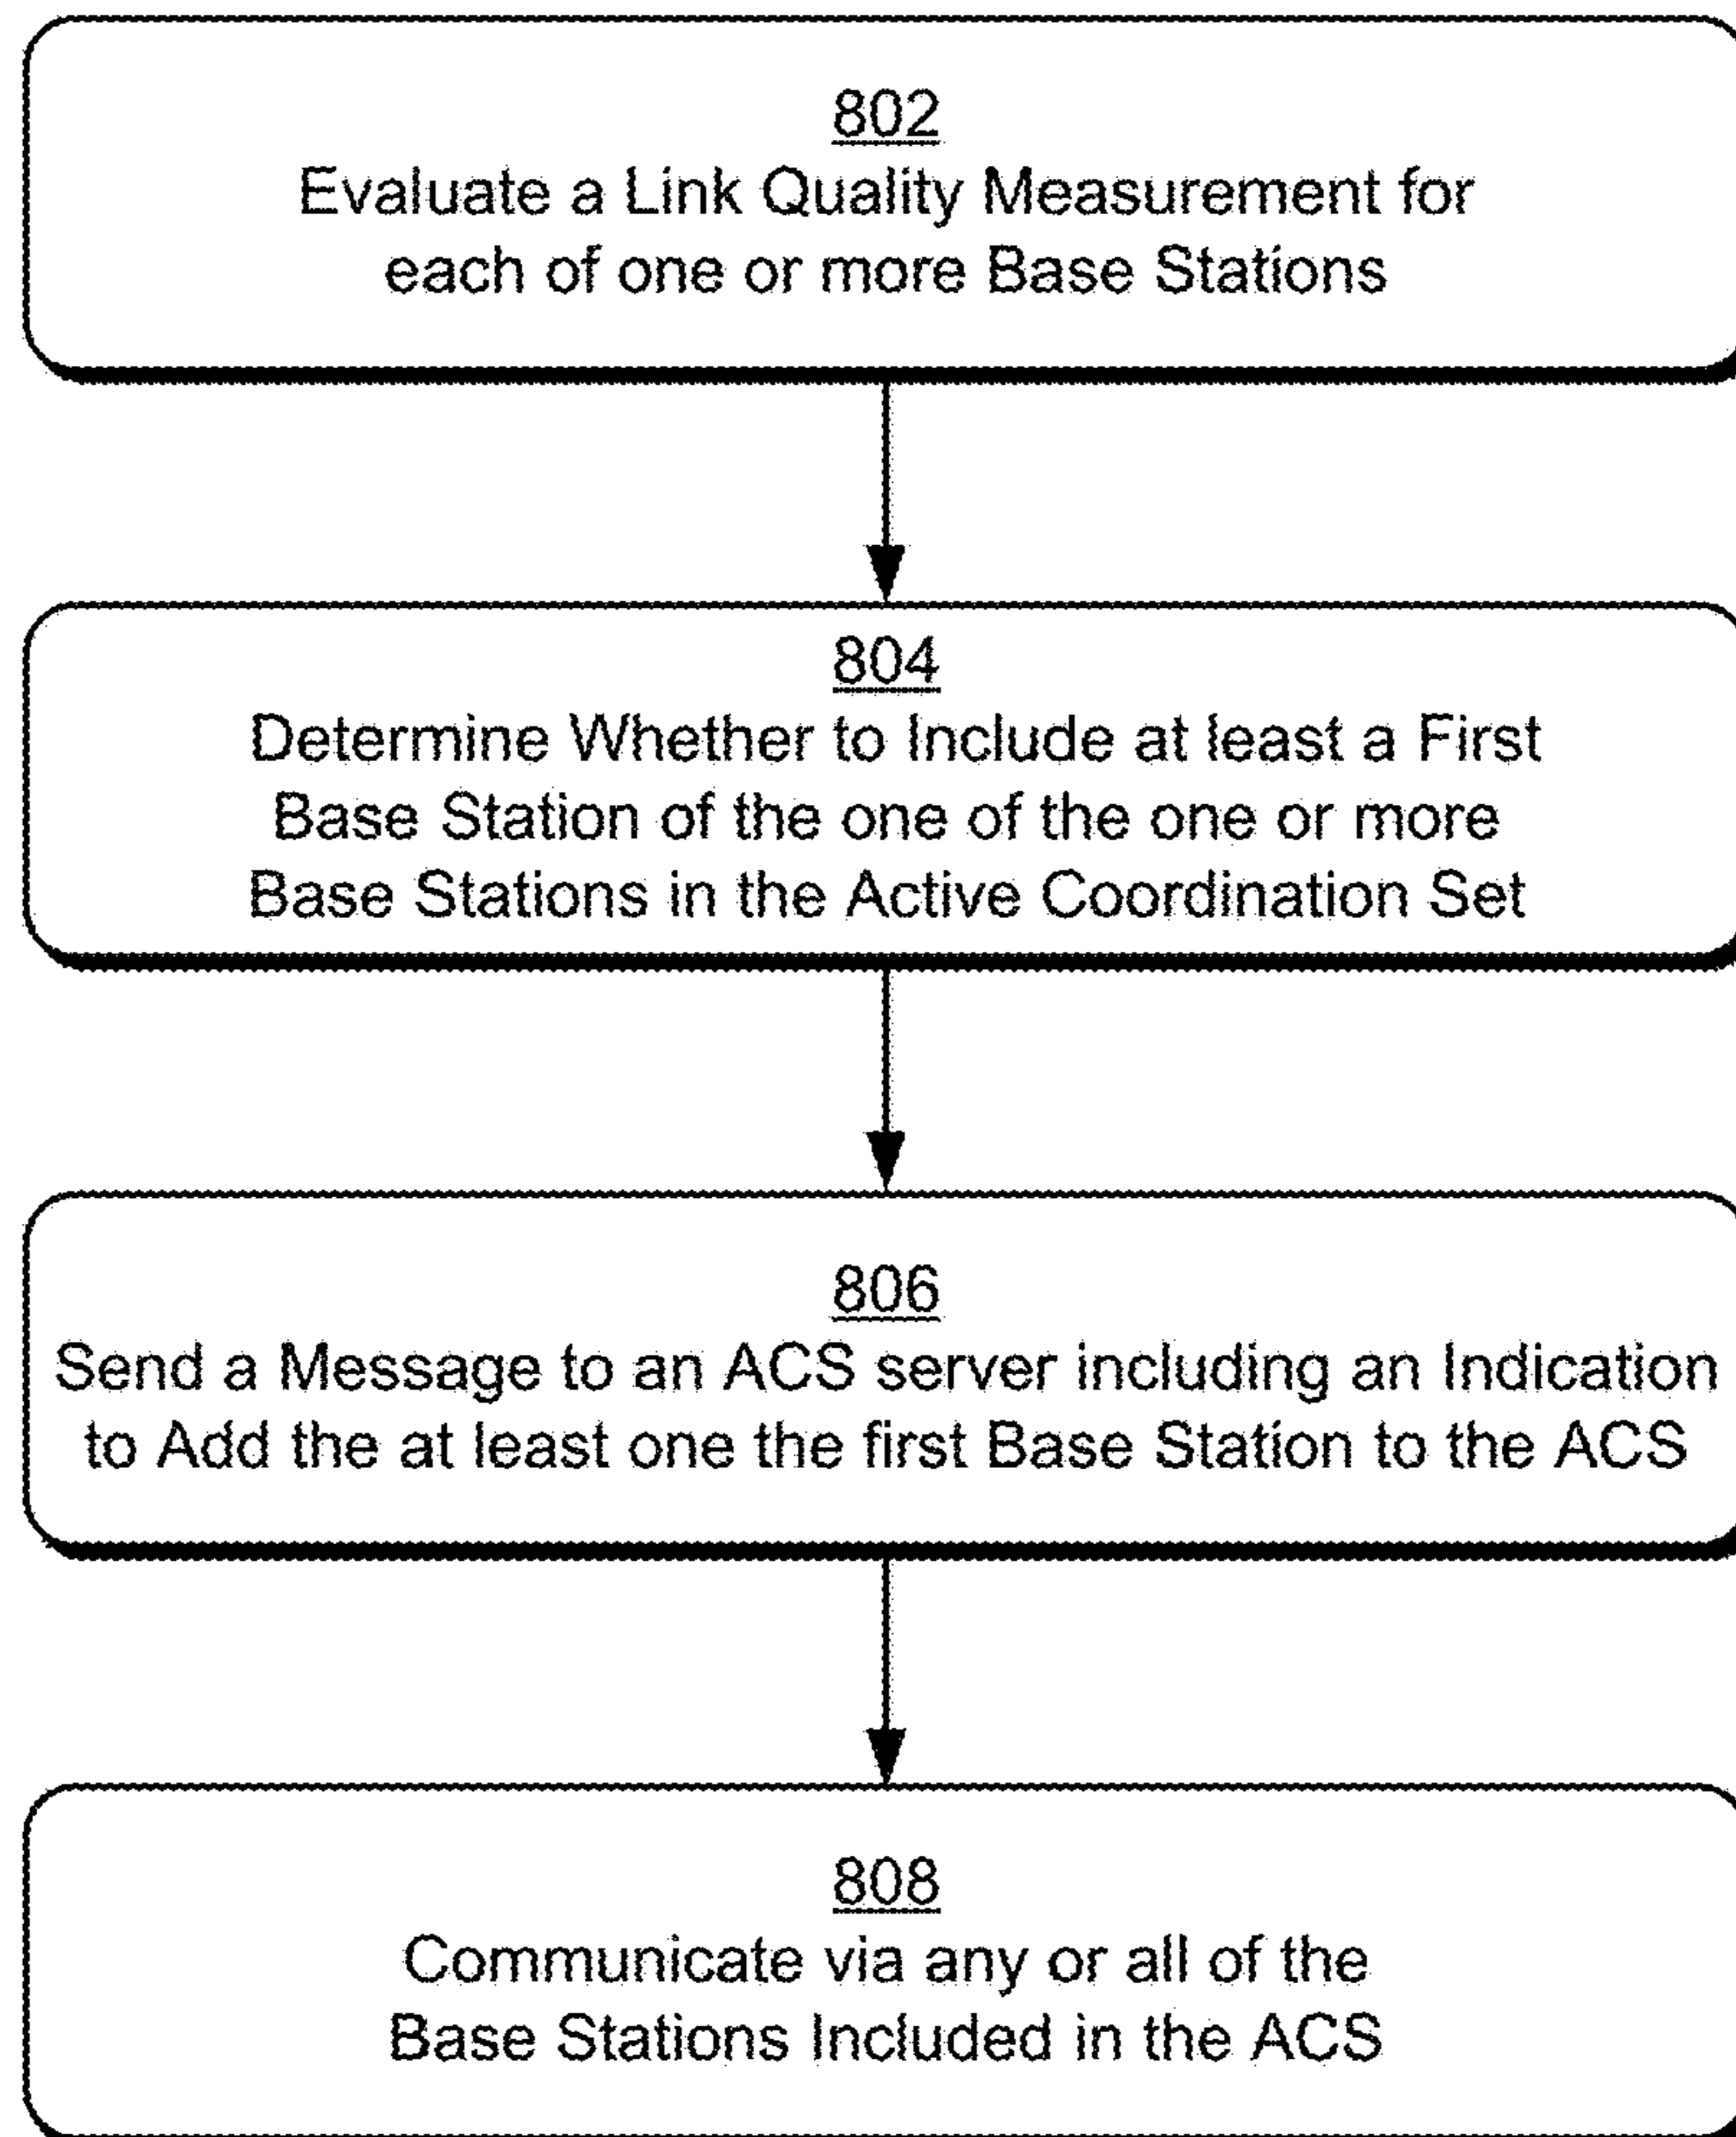 802
Evaluate a Link Quality Measurement for
each of one or more Base Stations
804
Determine Whether to Include at least a First
Base Station of the one of the one or more
Base Stations in the Active Coordination Set
806
Send a Message to an ACS server including an Indication
to Add the at least one the first Base Station to the ACS
808
Communicate via any or all of the
Base Stations Included in the ACS